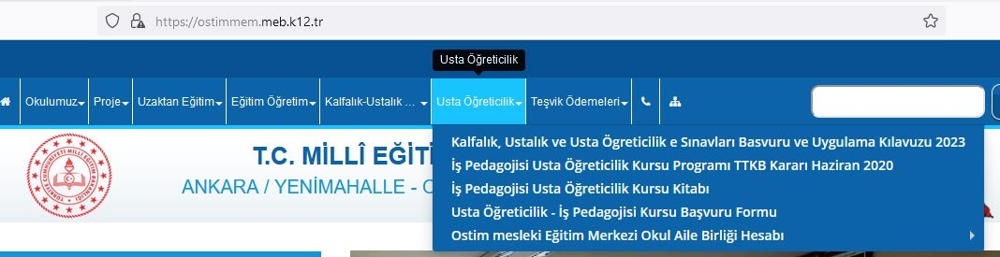 https://ostimmem.meb.k12.tr
Usta Öğreticilik
Okulumuz
Proje
Uzaktan Eğitim
Eğitim Öğretim
Kalfalık-Ustalık ...
Usta Öğreticilik
Teşvik Ödemeleri
T.C. MİLLÎ EĞİT
ANKARA / YENİMAHALLE - O
Kalfalık, Ustalık ve Usta Ögreticilik e Sınavları Basvuru ve Uygulama Kılavuzu 2023
İş Pedagojisi Usta Öğreticilik Kursu Programı TTKB Kararı Haziran 2020
İş Pedagojisi Usta Öğreticilik Kursu Kitabı
Usta Öğreticilik - İş Pedagojisi Kursu Başvuru Formu
Ostim mesleki Eğitim Merkezi Okul Aile Birliği Hesabı